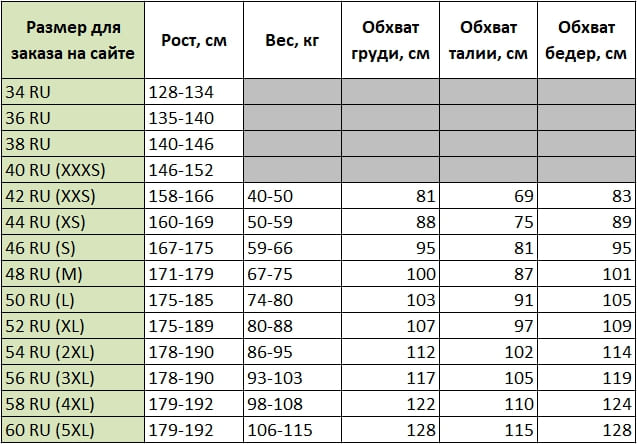 Размер для заказа на сайте Рост, см Вес, кг Обхват груди, см Обхват талии, см Обхват бедер, см
34 RU 128-134
36 RU 135-140
38 RU 140-146
40 RU (XXXS) 146-152
42 RU (XXS) 158-166 40-50 81 69 83
44 RU (XS) 160-169 50-59 88 75 89
46 RU (S) 167-175 59-66 95 81 95
48 RU (M) 171-179 67-75 100 87 101
50 RU (L) 175-185 74-80 103 91 105
52 RU (XL) 175-189 80-88 107 97 109
54 RU (2XL) 178-190 86-95 112 102 114
56 RU (3XL) 178-190 93-103 117 105 119
58 RU (4XL) 179-192 98-108 122 110 124
60 RU (5XL) 179-192 106-115 128 115 128